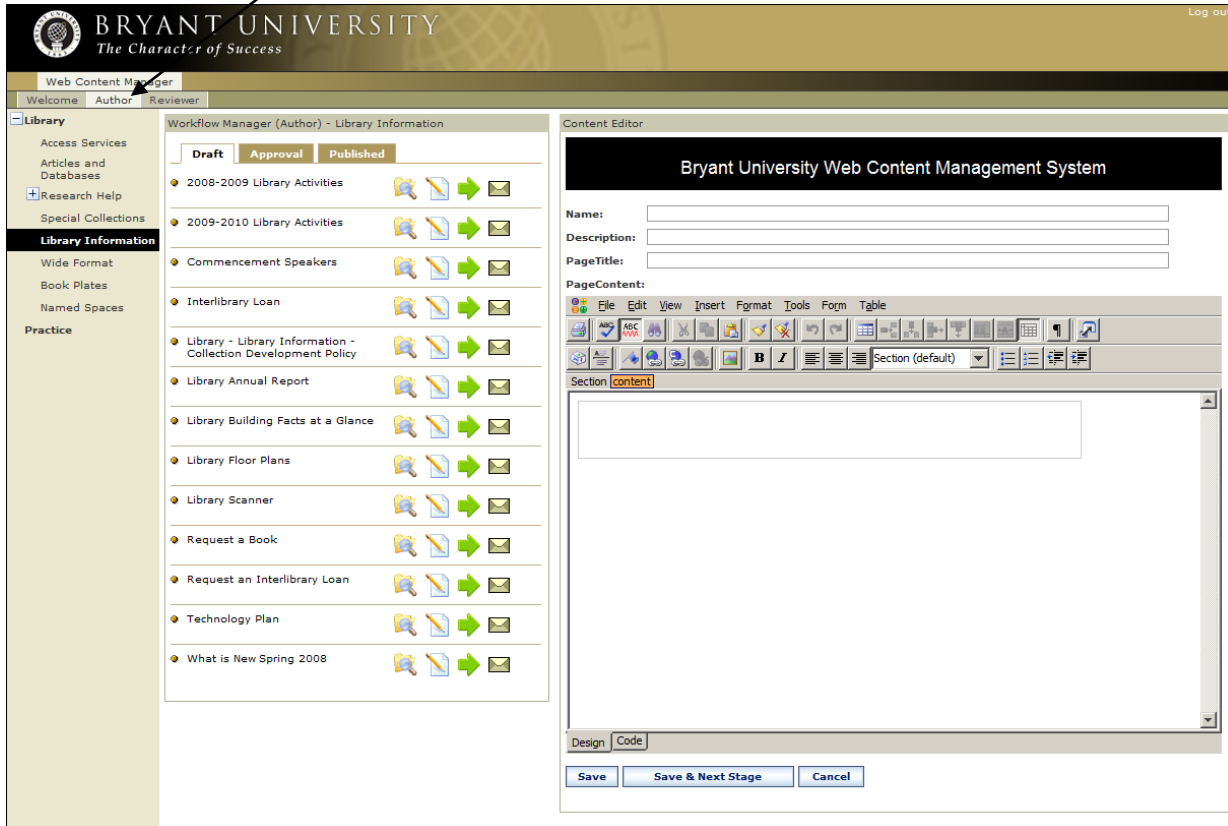 BRYANT UNIVERSITY
The Character of Success
Web Content Manager
Welcome Author Reviewer
Library
Access Services
Articles and
Databases
Research Help
Special Collections
Library Information
Wide Format
Book Plates
Named Spaces
Practice
Workflow Manager (Author) - Library Information
Draft Approval Published
2008-2009 Library Activities
2009-2010 Library Activities
Commencement Speakers
Interlibrary Loan
Library - Library Information -
Collection Development Policy
Library Annual Report
Library Building Facts at a Glance
Library Floor Plans
Library Scanner
Request a Book
Request an Interlibrary Loan
Technology Plan
What is New Spring 2008
Content Editor
Bryant University Web Content Management System
Name:
Description:
PageTitle:
PageContent:
File Edit View Insert Format Tools Form Table
ABC ABC
B I Section (default)
Section content
Design Code
Save Save & Next Stage Cancel
Log ou